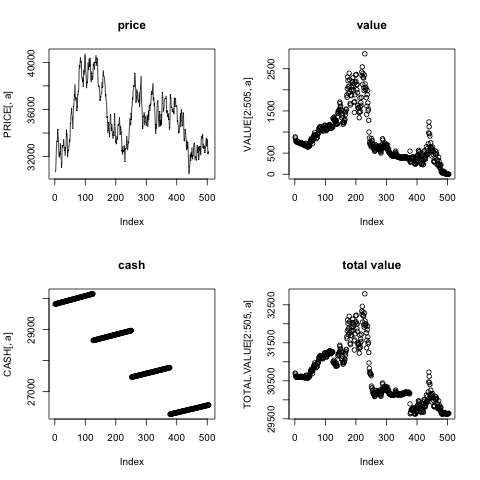 price
PRICE[, a]
40000
36000
32000
0 100 200 300 400 500
Index
value
VALUE[2:505, a]
2500
1500
500
0
0 100 200 300 400 500
Index
cash
CASH[, a]
29000
27000
0 100 200 300 400 500
Index
total value
TOTAL.VALUE[2:505, a]
32500
31500
30500
29500
0 100 200 300 400 500
Index